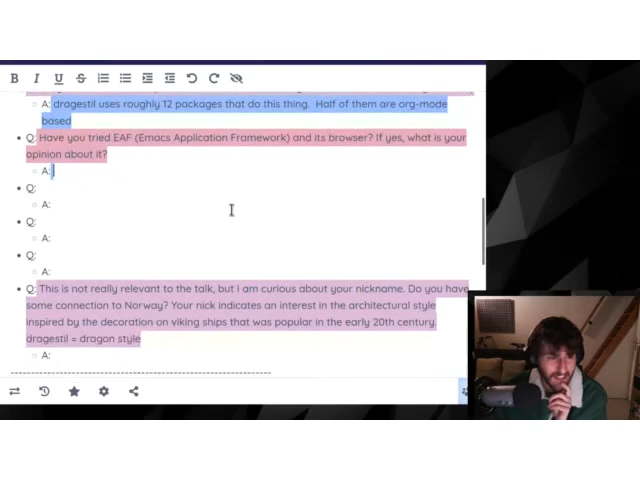 A: dragestil uses roughly 12 packages that do this thing. Half of them are org-mode
based
Q: Have you tried EAF (Emacs Application Framework) and its browser? If yes, what is your
opinion about it?
A:
Q:
A:
Q:
A:
Q:
A:
Q: This is not really relevant to the talk, but I am curious about your nickname. Do you have
some connection to Norway? Your nick indicates an interest in the architectural style
inspired by the decoration on viking ships that was popular in the early 20th century.
dragestil = dragon style
A: